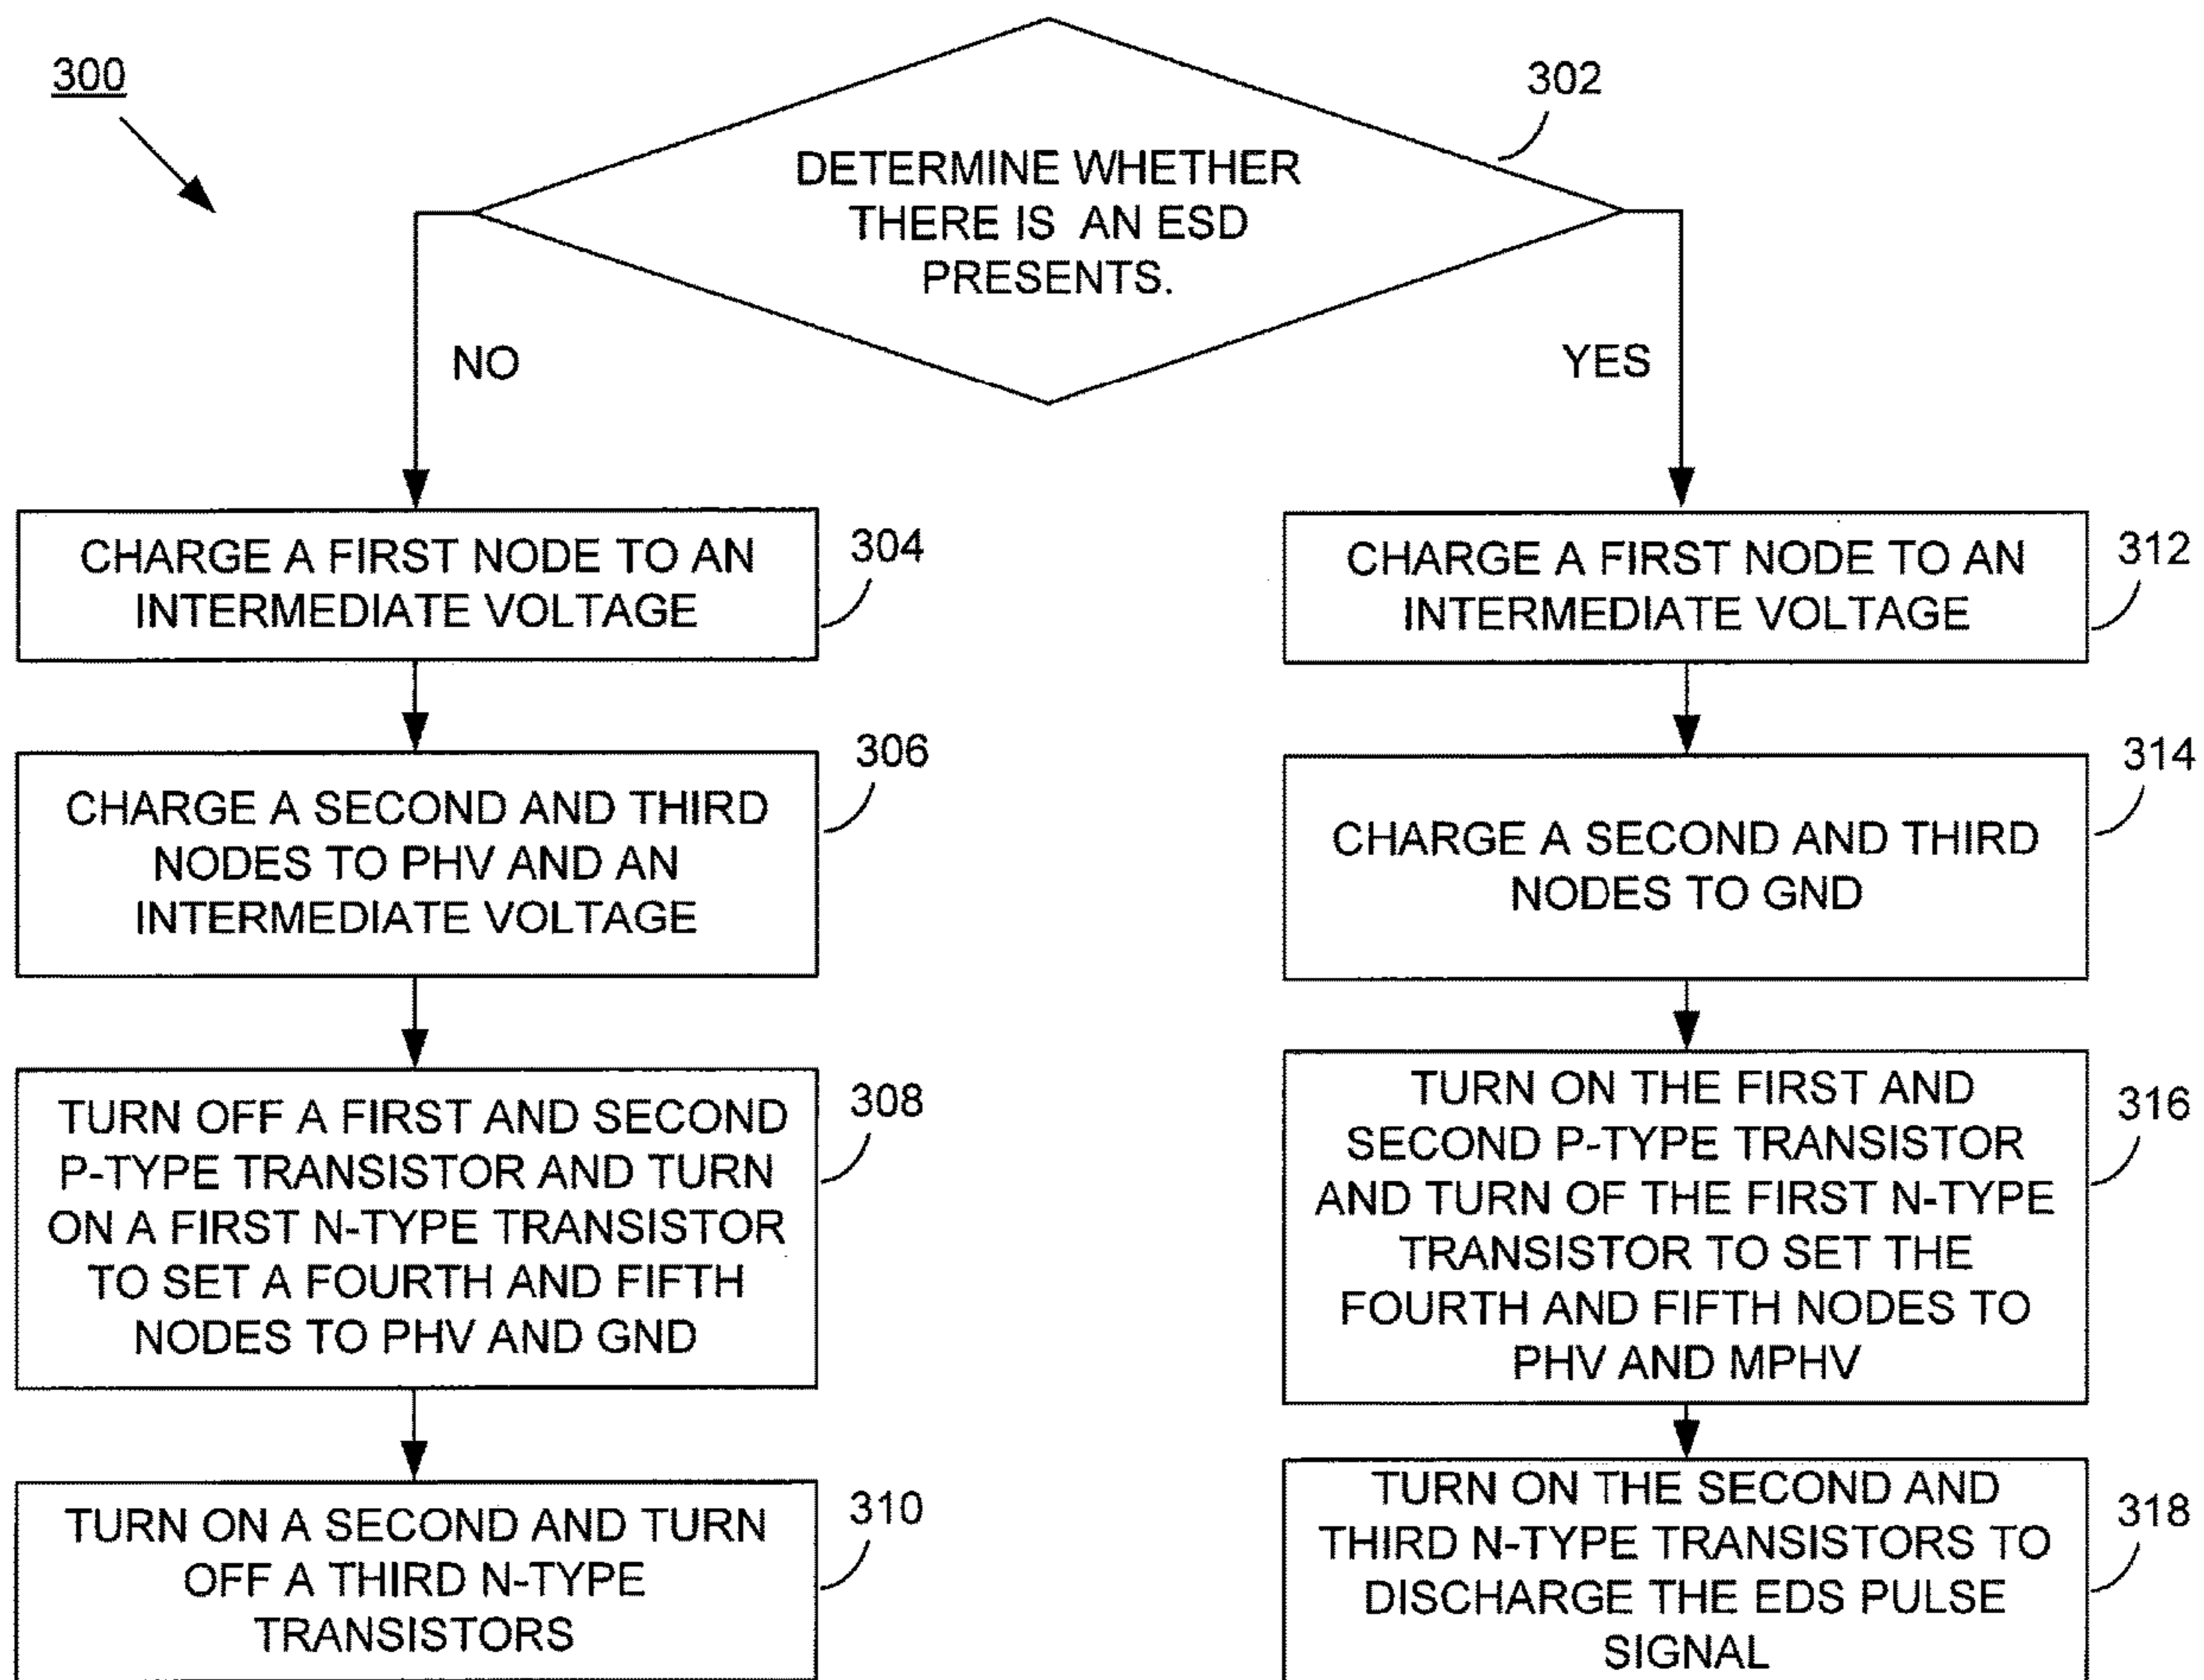 300
302
DETERMINE WHETHER
THERE IS AN ESD
PRESENTS.
NO
YES
CHARGE A FIRST NODE TO AN
INTERMEDIATE VOLTAGE
304
CHARGE A SECOND AND THIRD
NODES TO PHV AND AN
INTERMEDIATE VOLTAGE
306
TURN OFF A FIRST AND SECOND
P-TYPE TRANSISTOR AND TURN
ON A FIRST N-TYPE TRANSISTOR
TO SET A FOURTH AND FIFTH
NODES TO PHV AND GND
308
TURN ON A SECOND AND TURN
OFF A THIRD N-TYPE
TRANSISTORS
310
CHARGE A FIRST NODE TO AN
INTERMEDIATE VOLTAGE
312
CHARGE A SECOND AND THIRD
NODES TO GND
314
TURN ON THE FIRST AND
SECOND P-TYPE TRANSISTOR
AND TURN OF THE FIRST N-TYPE
TRANSISTOR TO SET THE
FOURTH AND FIFTH NODES TO
PHV AND MPHV
316
TURN ON THE SECOND AND
THIRD N-TYPE TRANSISTORS TO
DISCHARGE THE EDS PULSE
SIGNAL
318